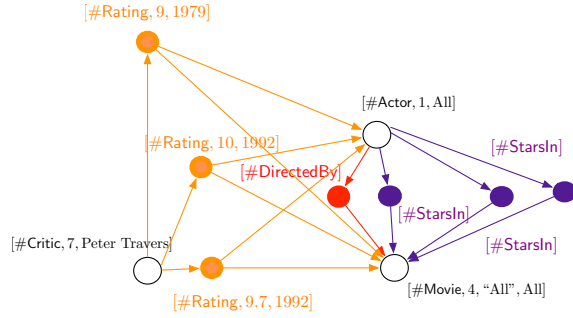 [#Rating, 9, 1979]
[#Actor, 1, All]
[#Rating, 10, 1992]
[#StarsIn]
[#DirectedBy]
[#StarsIn]
[#Critic, 7, Peter Travers]
[#StarsIn]
[#Movie, 4, “All”, All]
[#Rating, 9.7, 1992]